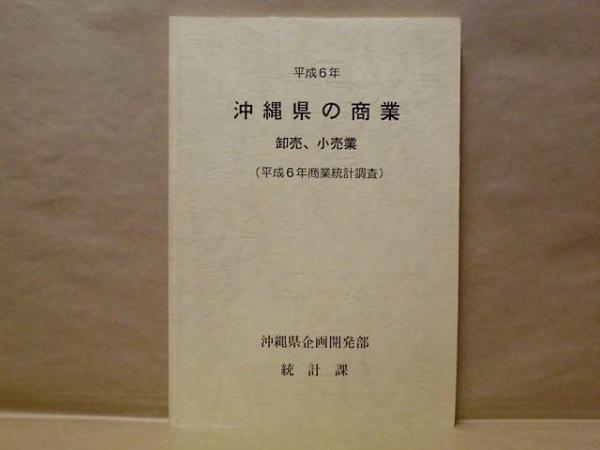 平成６年
沖縄県の商業
卸売、小売業
（平成６年商業統計調査）
沖縄県企画開発部
統計課